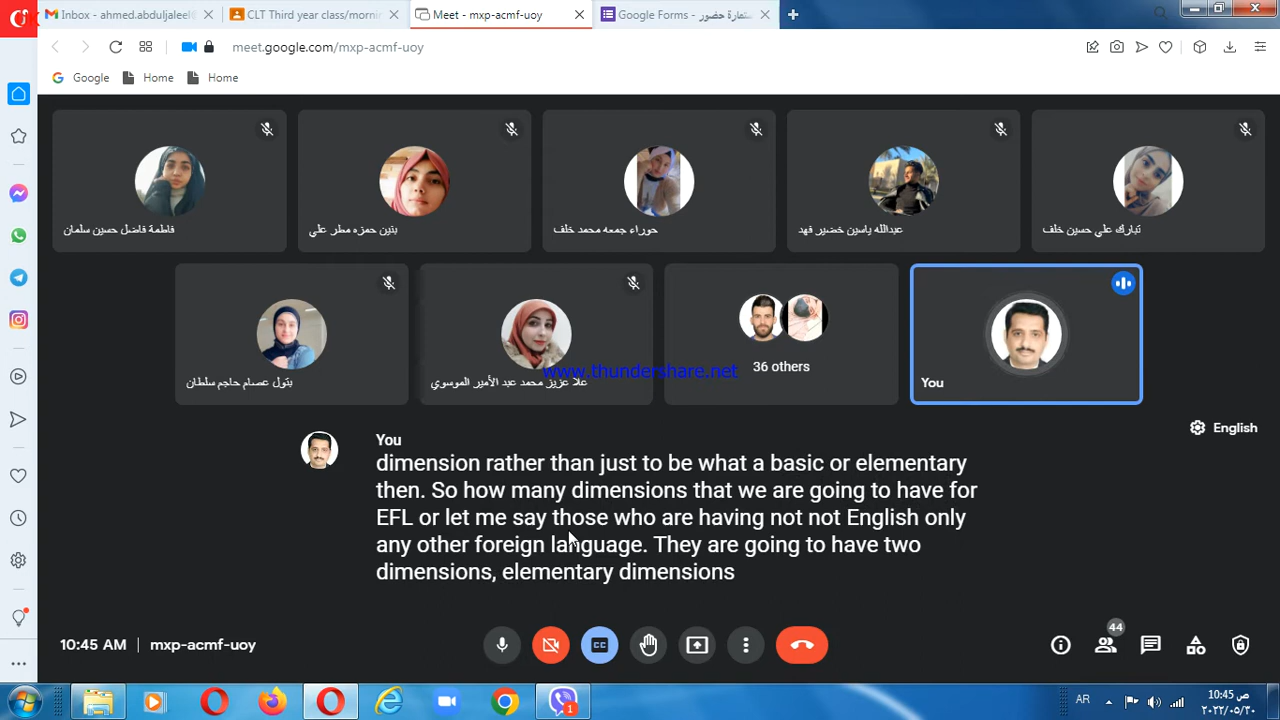 Inbox - ahmed.abduljaleel@
CLT Third year class/mornin
Meet - mxp-acmf-uoy
Google Forms - استمارة حضور
meet.google.com/mxp-acmf-uoy
Google
Home
Home
فاطمة فاضل حسين سلمان
بنين حمزه مطر علي
حوراء جمعه محمد خلف
عبدالله ياسين خضير فهد
تبارك علي حسين خلف
بتول عصام حاجم سلطان
علا عزيز محمد عبد الأمير الموسوي
www.thundershare.net
36 others
You
English
You
dimension rather than just to be what a basic or elementary
then. So how many dimensions that we are going to have for
EFL or let me say those who are having not not English only
any other foreign language. They are going to have two
dimensions, elementary dimensions
10:45 AM
mxp-acmf-uoy
CC
44
1
AR
10:45 ص
٢٠٢٢/٠٥/٣٠